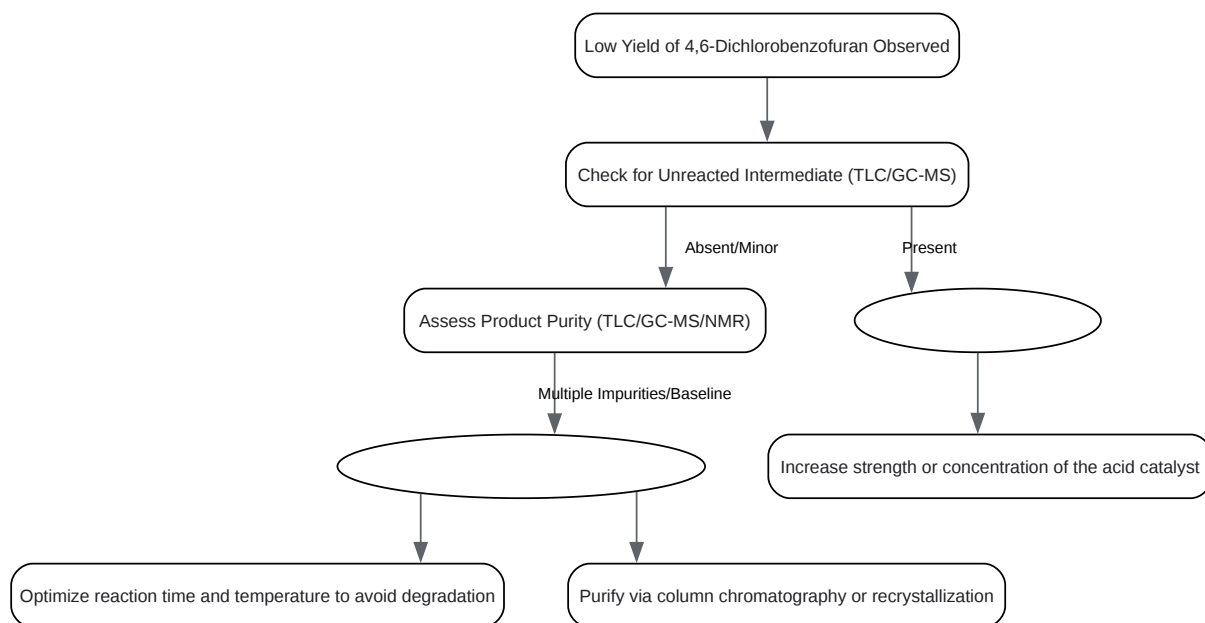 Low Yield of 4,6-Dichlorobenzofuran Observed
Check for Unreacted Intermediate (TLC/GC-MS)
Absent/Minor
Present
Assess Product Purity (TLC/GC-MS/NMR)
Multiple Impurities/Baseline
Increase strength or concentration of the acid catalyst
Optimize reaction time and temperature to avoid degradation
Purify via column chromatography or recrystallization